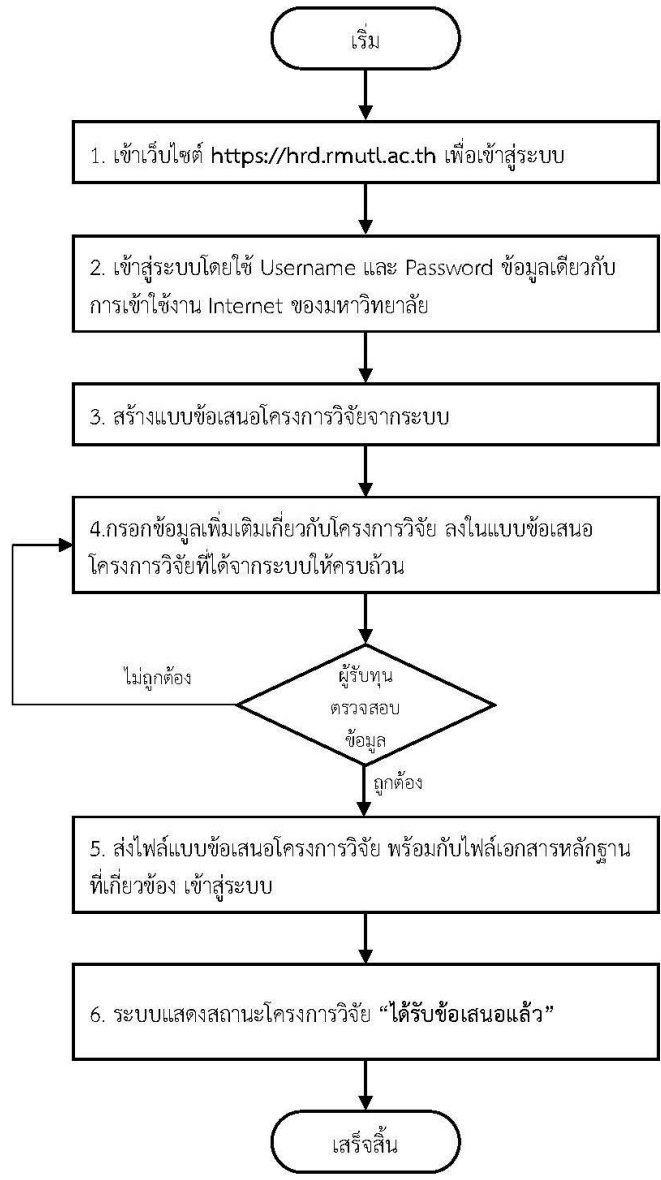 เริ่ม
1. เข้าเว็บไซต์ https://hrd.rmutl.ac.th เพื่อเข้าสู่ระบบ
2. เข้าสู่ระบบโดยใช้ Username และ Password ข้อมูลเดียวกับ
การเข้าใช้งาน Internet ของมหาวิทยาลัย
3. สร้างแบบข้อเสนอโครงการวิจัยจากระบบ
4.กรอกข้อมูลเพิ่มเติมเกี่ยวกับโครงการวิจัย ลงในแบบข้อเสนอ
โครงการวิจัยที่ได้จากระบบให้ครบถ้วน
ไม่ถูกต้อง
ผู้รับทุน
ตรวจสอบ
ข้อมูล
ถูกต้อง
5. ส่งไฟล์แบบข้อเสนอโครงการวิจัย พร้อมกับไฟล์เอกสารหลักฐาน
ที่เกี่ยวข้อง เข้าสู่ระบบ
6. ระบบแสดงสถานะโครงการวิจัย “ได้รับข้อเสนอแล้ว”
เสร็จสิ้น